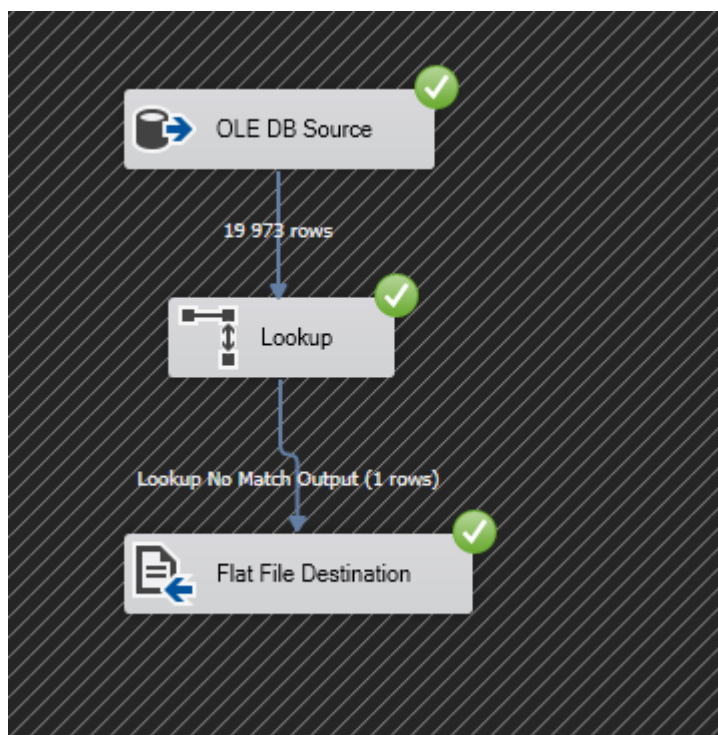 OLE DB Source
19 973 rows
Lookup
Lookup No Match Output (1 rows)
Flat File Destination